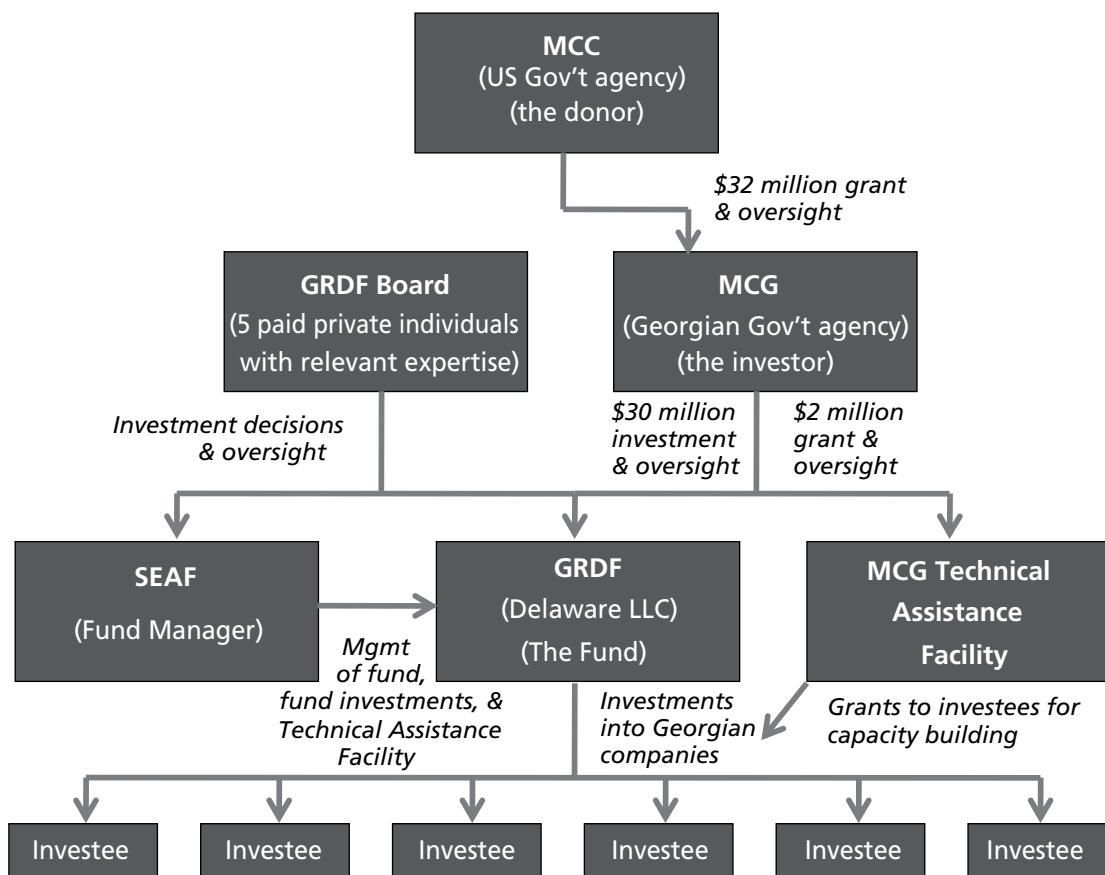 MCC
(US Gov’t agency)
(the donor)
$32 million grant
& oversight
GRDF Board
(5 paid private individuals
with relevant expertise)
MCG
(Georgian Gov’t agency)
(the investor)
Investment decisions
& oversight
$30 million
investment
& oversight
$2 million
grant &
oversight
SEAF
(Fund Manager)
GRDF
(Delaware LLC)
(The Fund)
MCG Technical
Assistance
Facility
Mgmt
of fund,
fund investments, &
Technical Assistance
Facility
Investments
into Georgian
companies
Grants to investees for
capacity building
Investee
Investee
Investee
Investee
Investee
Investee